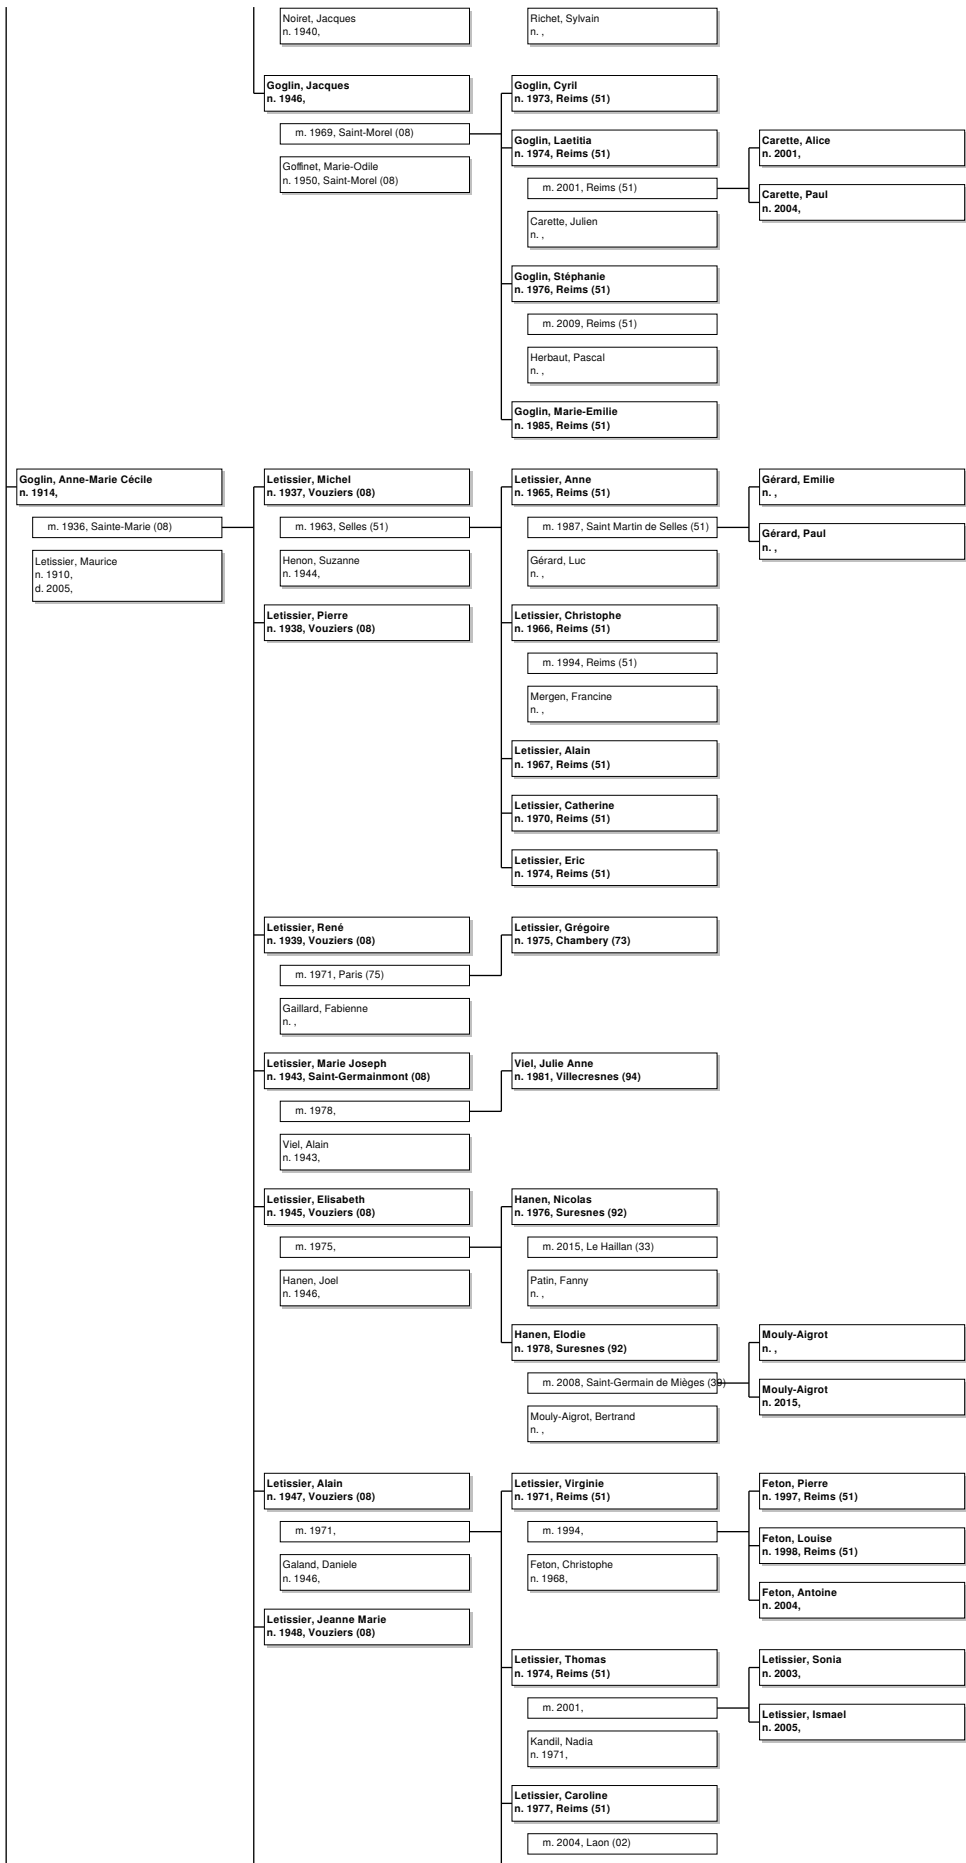 Noiret, Jacques
n. 1940,
Richet, Sylvain
n. ,
Goglin, Jacques
n. 1946,
m. 1969, Saint-Morel (08)
Goffinet, Marie-Odile
n. 1950, Saint-Morel (08)
Goglin, Cyril
n. 1973, Reims (51)
Goglin, Laetitia
n. 1974, Reims (51)
m. 2001, Reims (51)
Carette, Julien
n. ,
Carette, Alice
n. 2001,
Carette, Paul
n. 2004,
Goglin, Stéphanie
n. 1976, Reims (51)
m. 2009, Reims (51)
Herbaut, Pascal
n. ,
Goglin, Marie-Emilie
n. 1985, Reims (51)
Goglin, Anne-Marie Cécile
n. 1914,
m. 1936, Sainte-Marie (08)
Letissier, Maurice
n. 1910,
d. 2005,
Letissier, Michel
n. 1937, Vouziers (08)
m. 1963, Selles (51)
Henon, Suzanne
n. 1944,
Letissier, Anne
n. 1965, Reims (51)
m. 1987, Saint Martin de Selles (51)
Gérard, Luc
n. ,
Gérard, Emilie
n. ,
Gérard, Paul
n. ,
Letissier, Christophe
n. 1966, Reims (51)
m. 1994, Reims (51)
Mergen, Francine
n. ,
Letissier, Alain
n. 1967, Reims (51)
Letissier, Catherine
n. 1970, Reims (51)
Letissier, Eric
n. 1974, Reims (51)
Letissier, Pierre
n. 1938, Vouziers (08)
Letissier, René
n. 1939, Vouziers (08)
m. 1971, Paris (75)
Gaillard, Fabienne
n. ,
Letissier, Grégoire
n. 1975, Chambery (73)
Letissier, Marie Joseph
n. 1943, Saint-Germainmont (08)
m. 1978,
Viel, Alain
n. 1943,
Viel, Julie Anne
n. 1981, Villecresnes (94)
Letissier, Elisabeth
n. 1945, Vouziers (08)
m. 1975,
Hanen, Joel
n. 1946,
Hanen, Nicolas
n. 1976, Suresnes (92)
m. 2015, Le Haillan (33)
Patin, Fanny
n. ,
Hanen, Elodie
n. 1978, Suresnes (92)
m. 2008, Saint-Germain de Mièges (39)
Mouly-Aigrot, Bertrand
n. ,
Mouly-Aigrot
n. ,
Mouly-Aigrot
n. 2015,
Letissier, Alain
n. 1947, Vouziers (08)
m. 1971,
Galand, Daniele
n. 1946,
Letissier, Virginie
n. 1971, Reims (51)
m. 1994,
Feton, Christophe
n. 1968,
Feton, Pierre
n. 1997, Reims (51)
Feton, Louise
n. 1998, Reims (51)
Feton, Antoine
n. 2004,
Letissier, Jeanne Marie
n. 1948, Vouziers (08)
Letissier, Thomas
n. 1974, Reims (51)
m. 2001,
Kandil, Nadia
n. 1971,
Letissier, Sonia
n. 2003,
Letissier, Ismael
n. 2005,
Letissier, Caroline
n. 1977, Reims (51)
m. 2004, Laon (02)